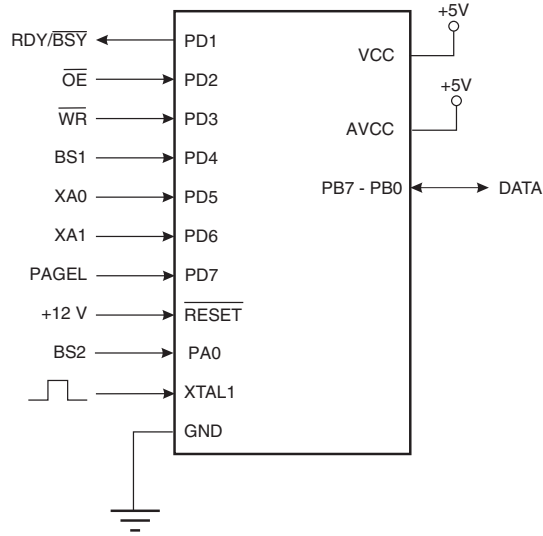 RDY/BSY PD1
OE PD2
WR PD3
BS1 PD4
XA0 PD5
XA1 PD6
PAGEL PD7
+12 V RESET
BS2 PA0
XTAL1
GND
+5V
VCC
+5V
AVCC
PB7 - PB0 DATA